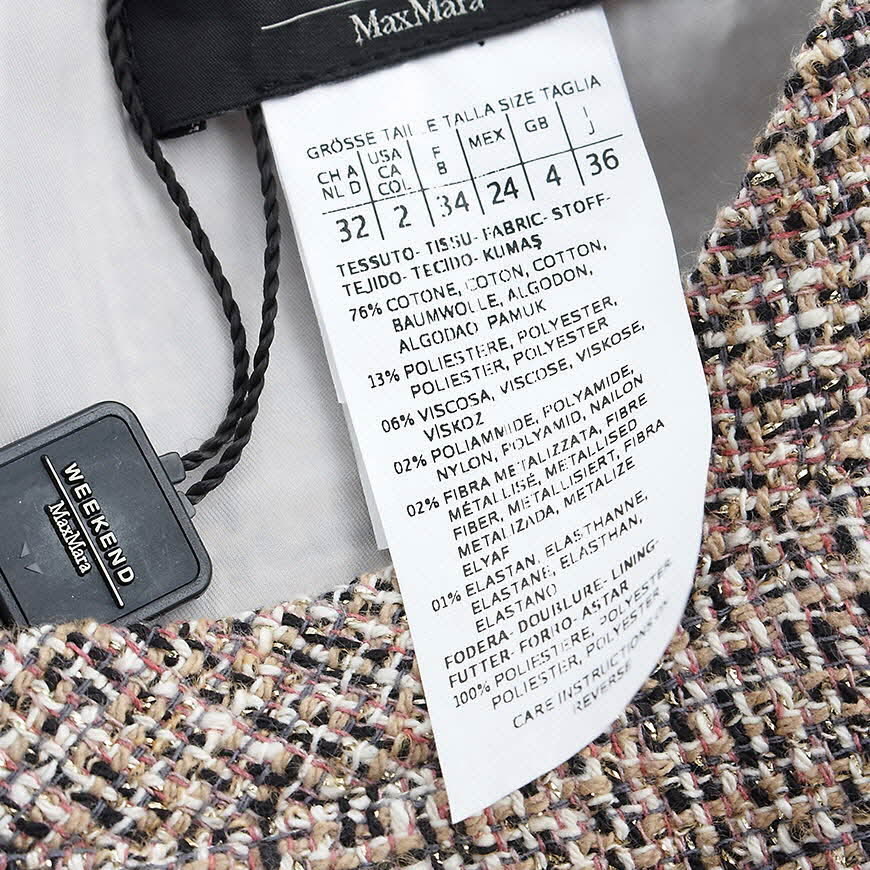 MaxMara
GRÖSSE TAILLE TALLA SIZE TAGLIA
CH A NL D USA CA COL F B MEX GB I J
32 2 34 24 4 36
TESSUTO- TISSU- FABRIC- STOFF-
TEJIDO- TECIDO- KUMAŞ
76% COTONE, COTON, COTTON,
BAUMWOLLE, ALGODON,
ALGODAO PAMUK
13% POLIESTERE, POLYESTER,
POLIESTER, POLYESTER
06% VISCOSA, VISCOSE, VISKOSE,
VISKOZ
02% POLIAMMIDE, POLYAMIDE,
NYLON, POLYAMID, NAILON
02% FIBRA METALIZZATA, FIBRE
MÉTALLISÉ, METALLISED
FIBER, METALLISIERT, FIBRA
METALIZADA, METALIZE
ELYAF
01% ELASTAN, ELASTHANNE,
ELASTANE, ELASTHAN,
ELASTANO
FODERA- DOUBLURE- LINING-
FUTTER- FORRO- ASTAR
100% POLIESTERE, POLYESTER
POLIESTER, POLYESTER
CARE INSTRUCTIONS ON
REVERSE
WEEKEND
MaxMara